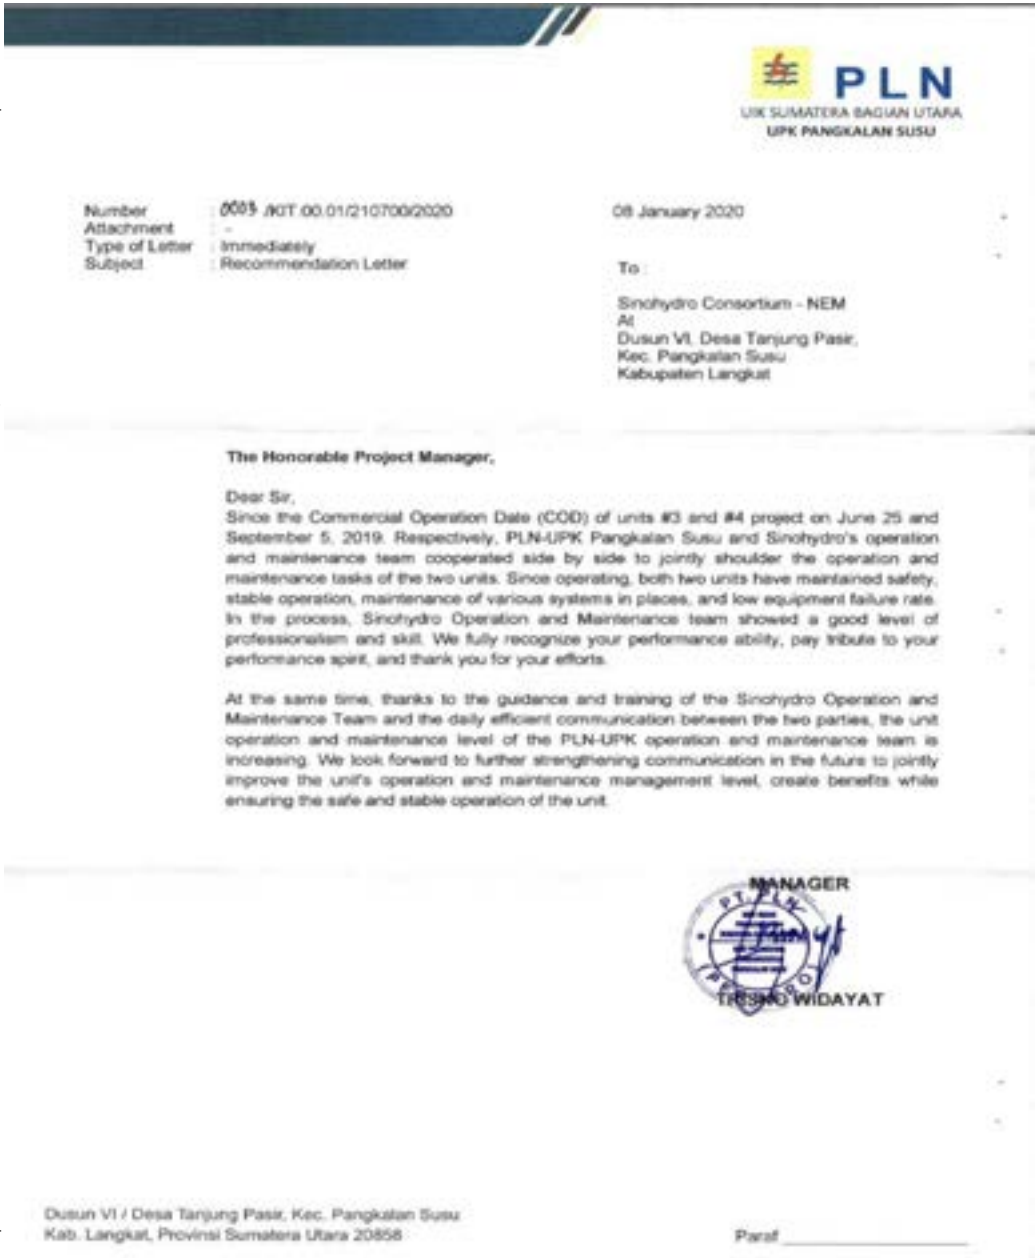 PLN
UIK SUMATERA BAGIAN UTARA
UPK PANGKALAN SUSU
Number : 0003 /KIT.00.01/210700/2020
Attachment : -
Type of Letter : Immediately
Subject : Recommendation Letter
08 January 2020
To :
Sinohydro Consortium - NEM
At
Dusun VI, Desa Tanjung Pasir,
Kec. Pangkalan Susu
Kabupaten Langkat
The Honorable Project Manager,
Dear Sir,
Since the Commercial Operation Date (COD) of units #3 and #4 project on June 25 and
September 5, 2019. Respectively, PLN-UPK Pangkalan Susu and Sinohydro's operation
and maintenance team cooperated side by side to jointly shoulder the operation and
maintenance tasks of the two units. Since operating, both two units have maintained safety,
stable operation, maintenance of various systems in places, and low equipment failure rate.
In the process, Sinohydro Operation and Maintenance team showed a good level of
professionalism and skill. We fully recognize your performance ability, pay tribute to your
performance spirit, and thank you for your efforts.
At the same time, thanks to the guidance and training of the Sinohydro Operation and
Maintenance Team and the daily efficient communication between the two parties, the unit
operation and maintenance level of the PLN-UPK operation and maintenance team is
increasing. We look forward to further strengthening communication in the future to jointly
improve the unit's operation and maintenance management level, create benefits while
ensuring the safe and stable operation of the unit.
MANAGER
PT. PLN
(PERSERO)
TRISNO WIDAYAT
Dusun VI / Desa Tanjung Pasir, Kec. Pangkalan Susu
Kab. Langkat, Provinsi Sumatera Utara 20858
Paraf